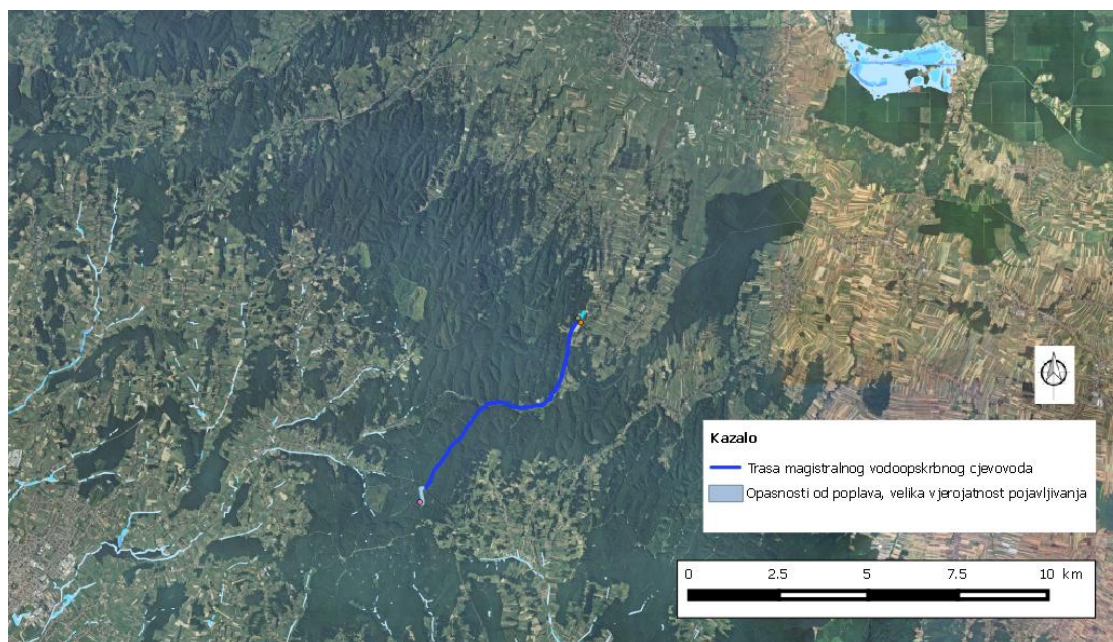 Kazalo
Trasa magistralnog vodoopskrbnog cjevovoda
Opasnosti od poplava, velika vjerojatnost pojavljivanja
0 2.5 5 7.5 10 km